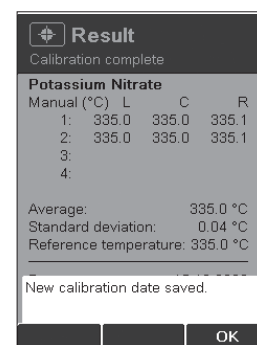 Result
Calibration complete
Potassium Nitrate
Manual (°C) L C R
1: 335.0 335.0 335.1
2: 335.0 335.0 335.1
3:
4:
Average: 335.0 °C
Standard deviation: 0.04 °C
Reference temperature: 335.0 °C
New calibration date saved.
OK